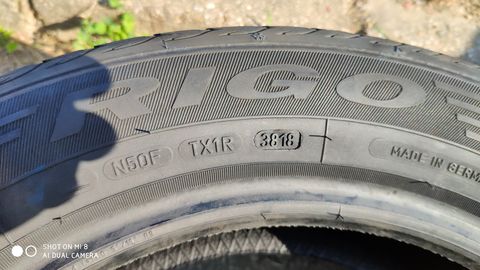 RIGO
N50F TX1R 3818 MADE IN GERM
SHOT ON MI 8
AI DUAL CAMERA